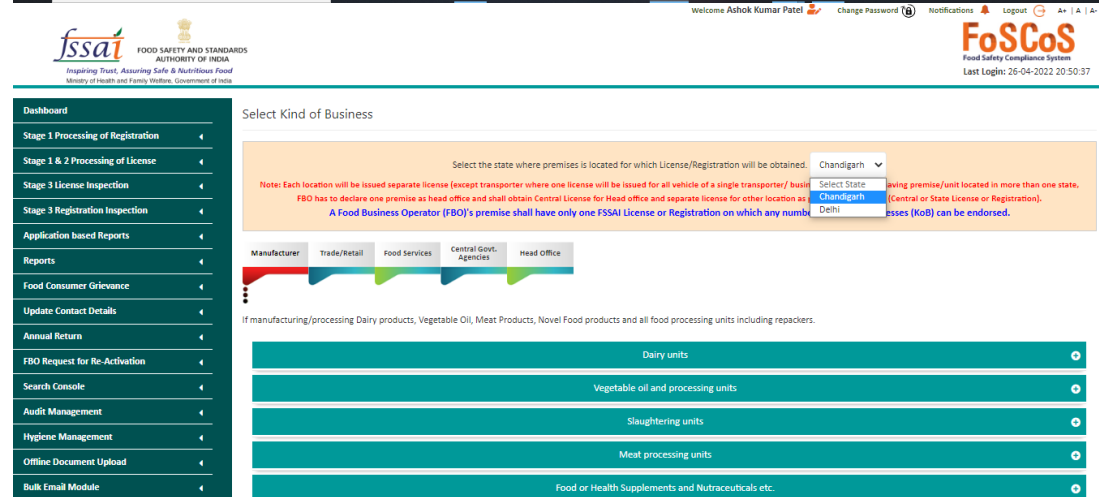 Welcome Ashok Kumar Patel Change Password Notifications Logout A+ | A | A-
fssai
FOOD SAFETY AND STANDARDS
AUTHORITY OF INDIA
Inspiring Trust, Assuring Safe & Nutritious Food
Ministry of Health and Family Welfare, Government of India
FoSCoS
Food Safety Compliance System
Last Login: 26-04-2022 20:50:37
Dashboard
Stage 1 Processing of Registration
Stage 1 & 2 Processing of License
Stage 3 License Inspection
Stage 3 Registration Inspection
Application based Reports
Reports
Food Consumer Grievance
Update Contact Details
Annual Return
FBO Request for Re-Activation
Search Console
Audit Management
Hygiene Management
Offline Document Upload
Bulk Email Module
Select Kind of Business
Select the state where premises is located for which License/Registration will be obtained. Chandigarh
Select State
Chandigarh
Delhi
Note: Each location will be issued separate license (except transporter where one license will be issued for all vehicle of a single transporter/ aving premise/unit located in more than one state,
FBO has to declare one premise as head office and shall obtain Central License for Head office and separate license for other location as (Central or State License or Registration).
A Food Business Operator (FBO)'s premise shall have only one FSSAI License or Registration on which any esses (KoB) can be endorsed.
Manufacturer
Trade/Retail
Food Services
Central Govt.
Agencies
Head Office
If manufacturing/processing Dairy products, Vegetable Oil, Meat Products, Novel Food products and all food processing units including repackers.
Dairy units
Vegetable oil and processing units
Slaughtering units
Meat processing units
Food or Health Supplements and Nutraceuticals etc.